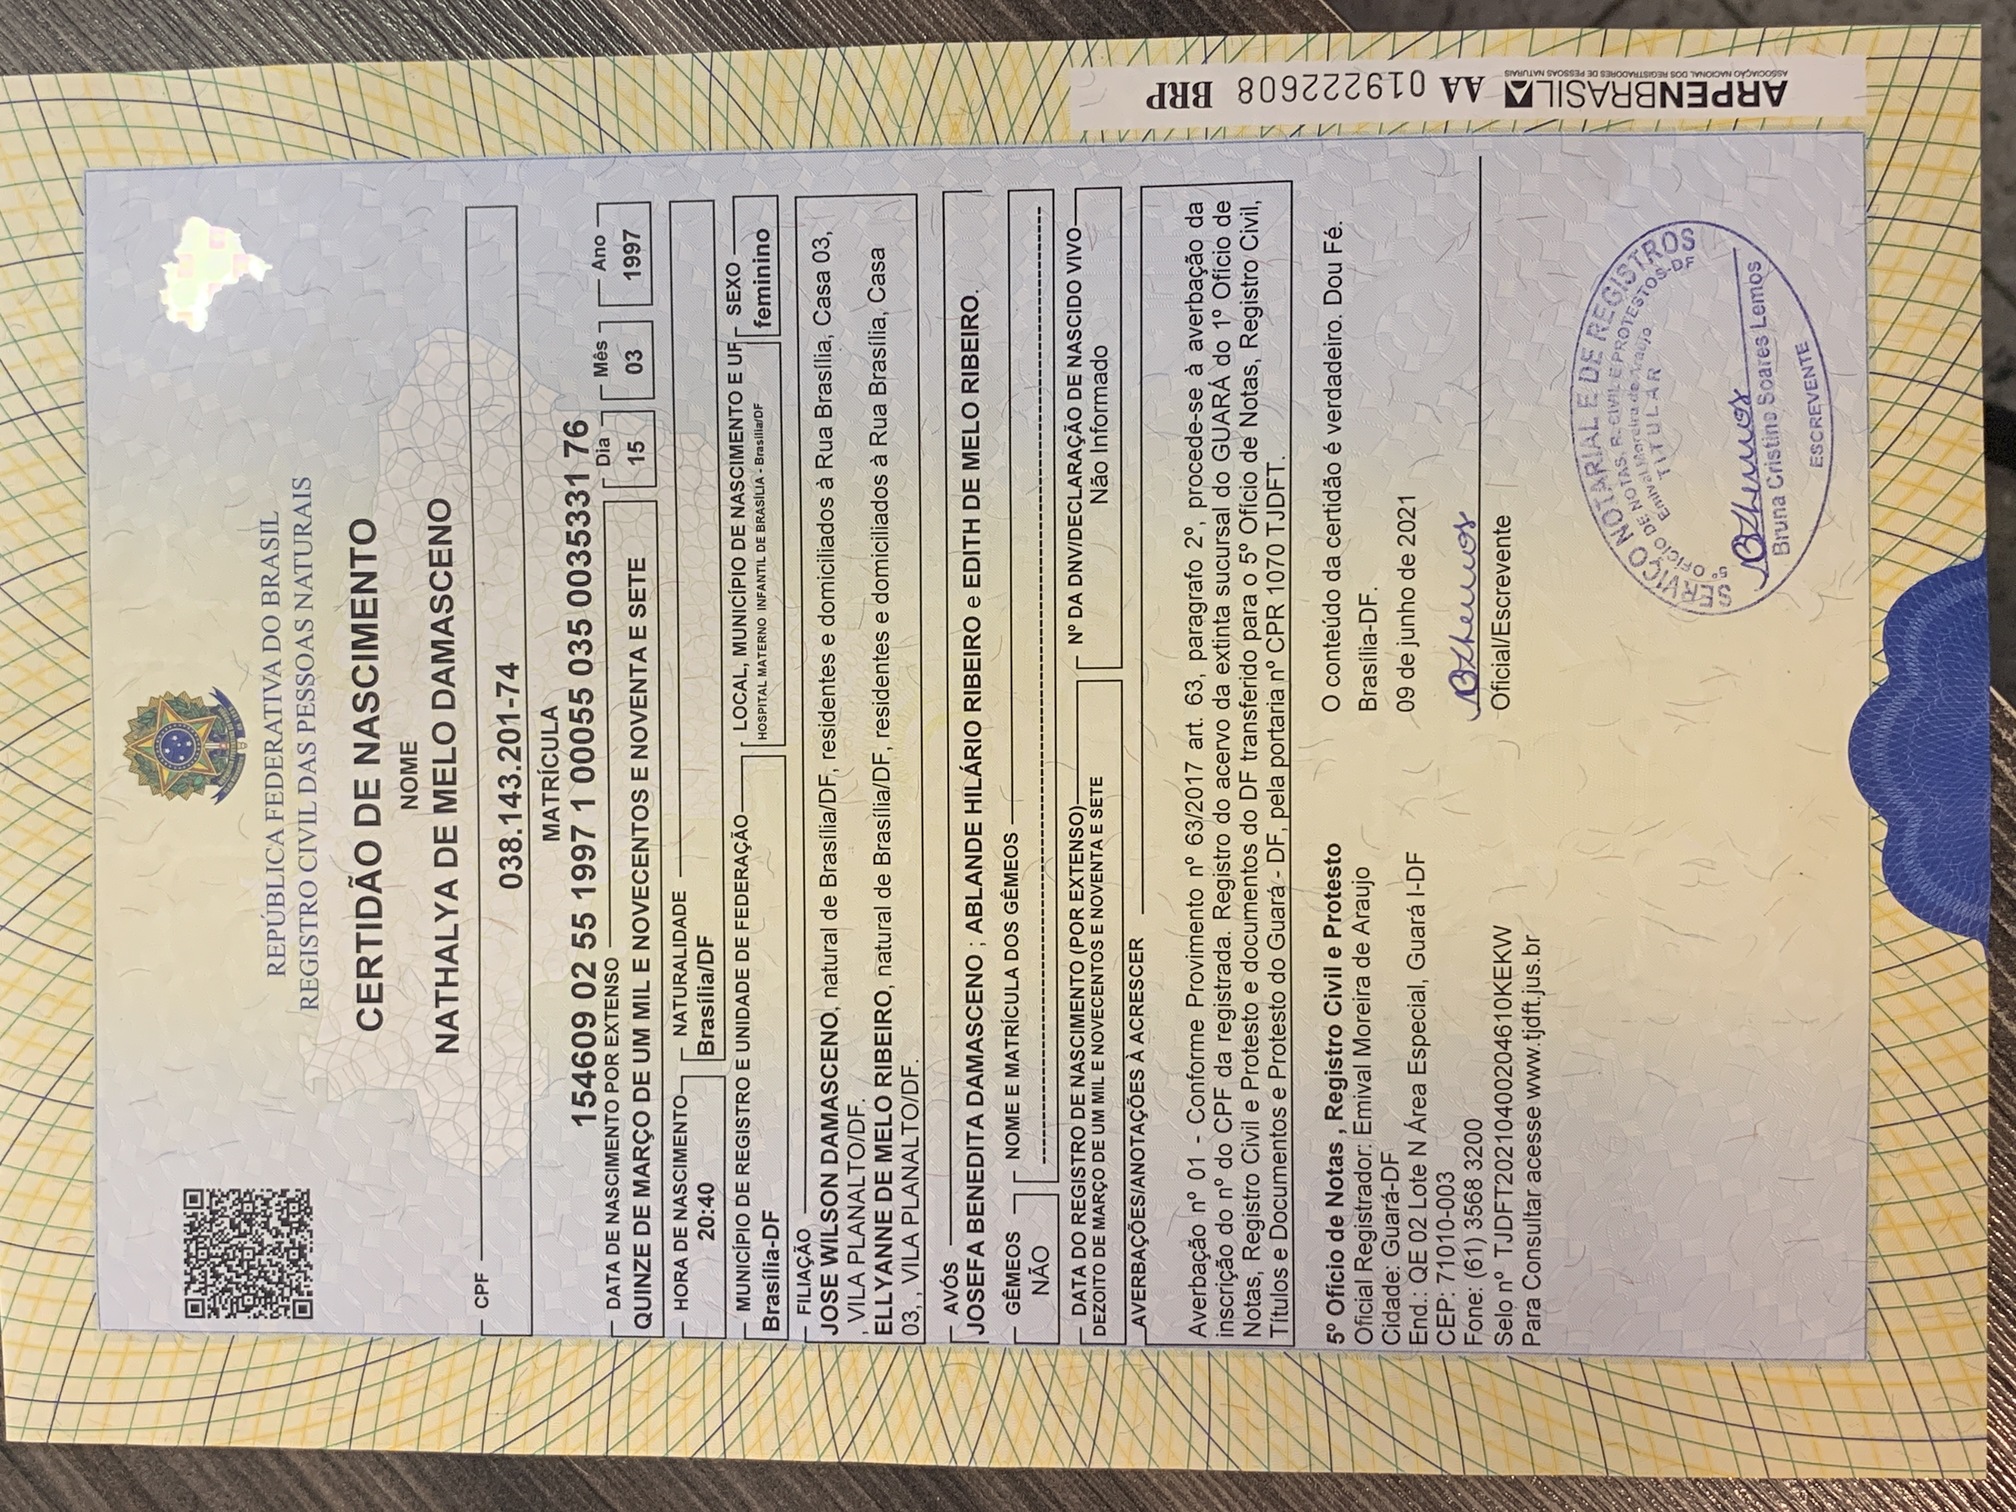 REPÚBLICA FEDERATIVA DO BRASIL
REGISTRO CIVIL DAS PESSOAS NATURAIS
CERTIDÃO DE NASCIMENTO
NOME
NATHALYA DE MELO DAMASCENO
CPF
038.143.201-74
MATRÍCULA
154609 02 55 1997 1 00055 035 0035331 76
DATA DE NASCIMENTO POR EXTENSO Dia Mês Ano
QUINZE DE MARÇO DE UM MIL E NOVECENTOS E NOVENTA E SETE 15 03 1997
HORA DE NASCIMENTO NATURALIDADE
20:40 Brasília/DF
MUNICÍPIO DE REGISTRO E UNIDADE DE FEDERAÇÃO LOCAL, MUNICÍPIO DE NASCIMENTO E UF SEXO
Brasília-DF HOSPITAL MATERNO INFANTIL DE BRASÍLIA - Brasília/DF feminino
FILIAÇÃO
JOSE WILSON DAMASCENO, natural de Brasília/DF, residentes e domiciliados à Rua Brasília, Casa 03,
, VILA PLANALTO/DF.
ELLYANNE DE MELO RIBEIRO, natural de Brasília/DF, residentes e domiciliados à Rua Brasília, Casa
03, , VILA PLANALTO/DF.
AVÓS
JOSEFA BENEDITA DAMASCENO ; ABLANDE HILÁRIO RIBEIRO e EDITH DE MELO RIBEIRO.
GÊMEOS NOME E MATRÍCULA DOS GÊMEOS
NÃO ----------------------------------------
DATA DO REGISTRO DE NASCIMENTO (POR EXTENSO) Nº DA DNV/DECLARAÇÃO DE NASCIDO VIVO
DEZOITO DE MARÇO DE UM MIL E NOVECENTOS E NOVENTA E SETE Não Informado
AVERBAÇÕES/ANOTAÇÕES À ACRESCER
Averbação nº 01 - Conforme Provimento nº 63/2017 art. 63, paragrafo 2º, procede-se à averbação da
inscrição do nº do CPF da registrada. Registro do acervo da extinta sucursal do GUARÁ do 1º Ofício de
Notas, Registro Civil e Protesto e documentos do DF transferido para o 5º Ofício de Notas, Registro Civil,
Títulos e Documentos e Protesto do Guará - DF, pela portaria nº CPR 1070 TJDFT.
5º Ofício de Notas , Registro Civil e Protesto
Oficial Registrador: Emival Moreira de Araujo
Cidade: Guará-DF
End.: QE 02 Lote N Área Especial, Guará I-DF
CEP: 71010-003
Fone: (61) 3568 3200
Selo nº TJDFT20210400204610KEKW
Para Consultar acesse www.tjdft.jus.br
O conteúdo da certidão é verdadeiro. Dou Fé.
Brasília-DF.
09 de junho de 2021
Oficial/Escrevente
SERVIÇO NOTARIAL E DE REGISTROS
5º OFÍCIO DE NOTAS, R. CIVIL E PROTESTOS-DF
Emival Moreira de Araújo
TITULAR
Bruna Cristina Soares Lemos
ESCREVENTE
ARPENBRASIL AA 019222608 BRP
ASSOCIAÇÃO NACIONAL DOS REGISTRADORES DE PESSOAS NATURAIS